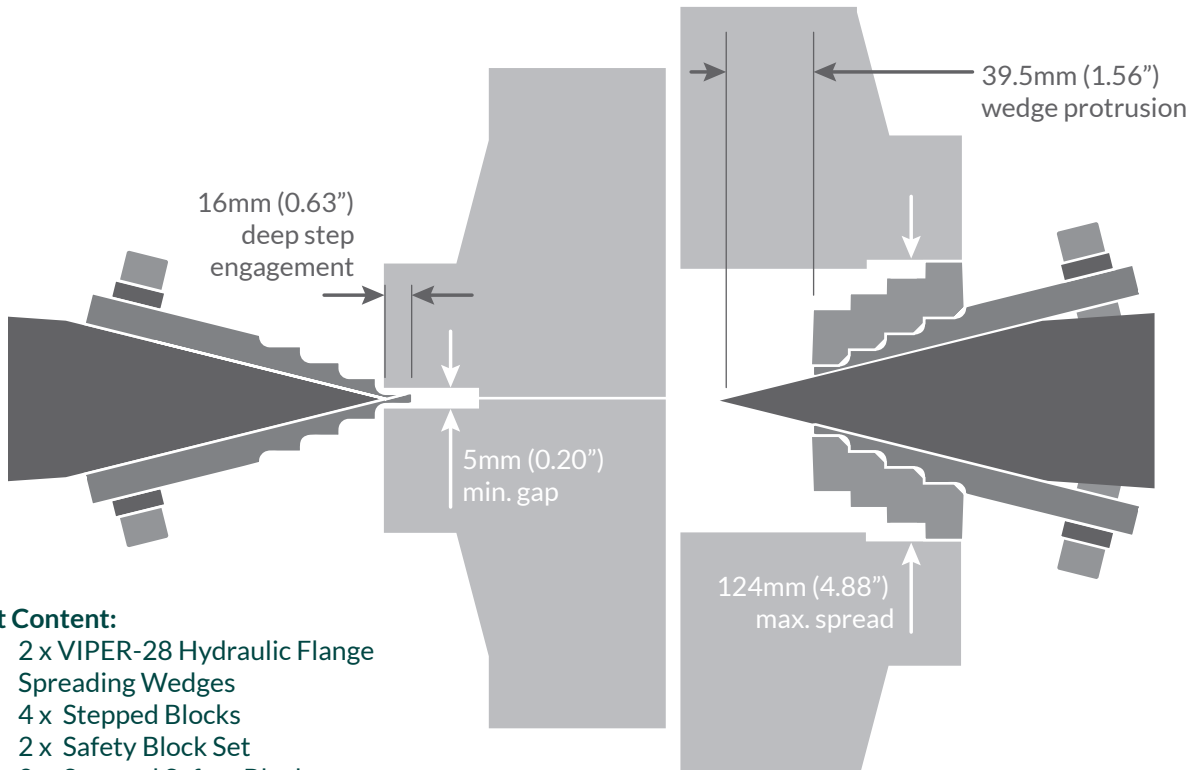 39.5mm (1.56”)
wedge protrusion
16mm (0.63”)
deep step
engagement
5mm (0.20”)
min. gap
124mm (4.88”)
max. spread
t Content:
2 x VIPER-28 Hydraulic Flange
Spreading Wedges
4 x Stepped Blocks
2 x Safety Block Set